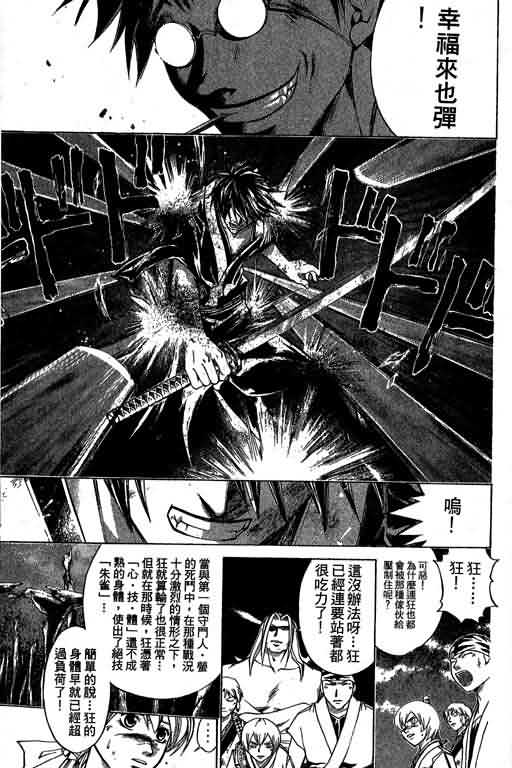 幸福來也彈
！
ドドドド
ドドド
嗚！
狂…
狂！
可惡！
為什麼連狂也都
會被那種傢伙給
壓制住呢？
這沒辦法呀…狂
已經連要站著都
很吃力了！
當與第一個守門人．螢
的死鬥中，在那種戰況
十分激烈的情形之下，
狂就算輸了也很正常…
但就在那時候，狂憑著
「心．技．體」還不成
熟的身體，使出了絕技
「朱雀」…
……
簡單的說…狂的
身體早就已經超
過負荷了！